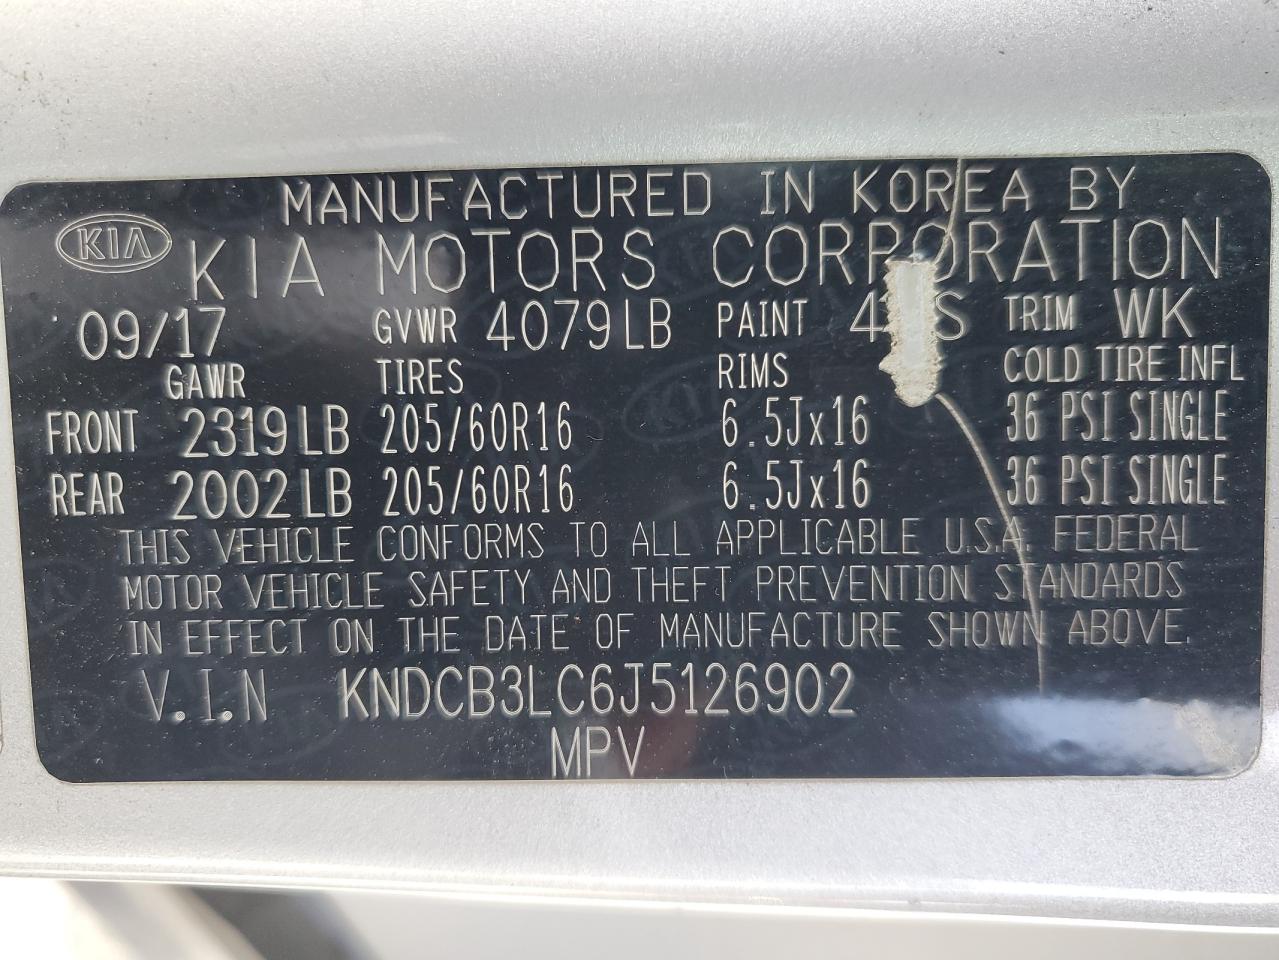 MANUFACTURED IN KOREA BY
KIA KIA MOTORS CORPORATION
09/17 GVWR 4079LB PAINT TRIM WK
GAWR TIRES RIMS COLD TIRE INFL
FRONT 2319LB 205/60R16 6.5Jx16 36 PSI SINGLE
REAR 2002LB 205/60R16 6.5Jx16 36 PSI SINGLE
THIS VEHICLE CONFORMS TO ALL APPLICABLE U.S.A. FEDERAL
MOTOR VEHICLE SAFETY AND THEFT PREVENTION STANDARDS
IN EFFECT ON THE DATE OF MANUFACTURE SHOWN ABOVE.
V.I.N KNDCB3LC6J5126902
MPV